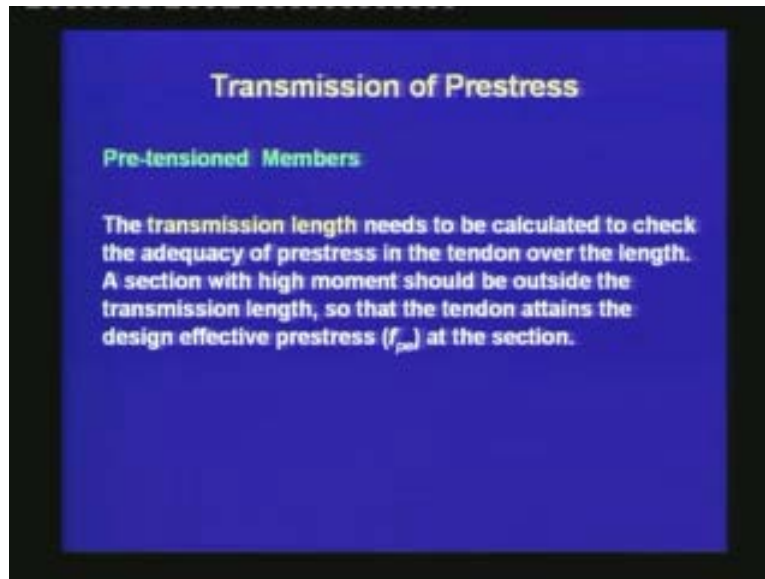 Transmission of Prestress
Pre-tensioned Members
The transmission length needs to be calculated to check
the adequacy of prestress in the tendon over the length.
A section with high moment should be outside the
transmission length, so that the tendon attains the
design effective prestress (fpe) at the section.